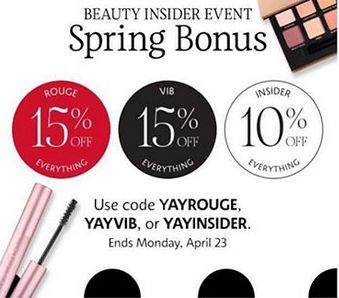 BEAUTY INSIDER EVENT
Spring Bonus
ROUGE
15% OFF
EVERYTHING
VIB
15% OFF
EVERYTHING
INSIDER
10% OFF
EVERYTHING
Use code YAYROUGE,
YAYVIB, or YAYINSIDER.
Ends Monday, April 23